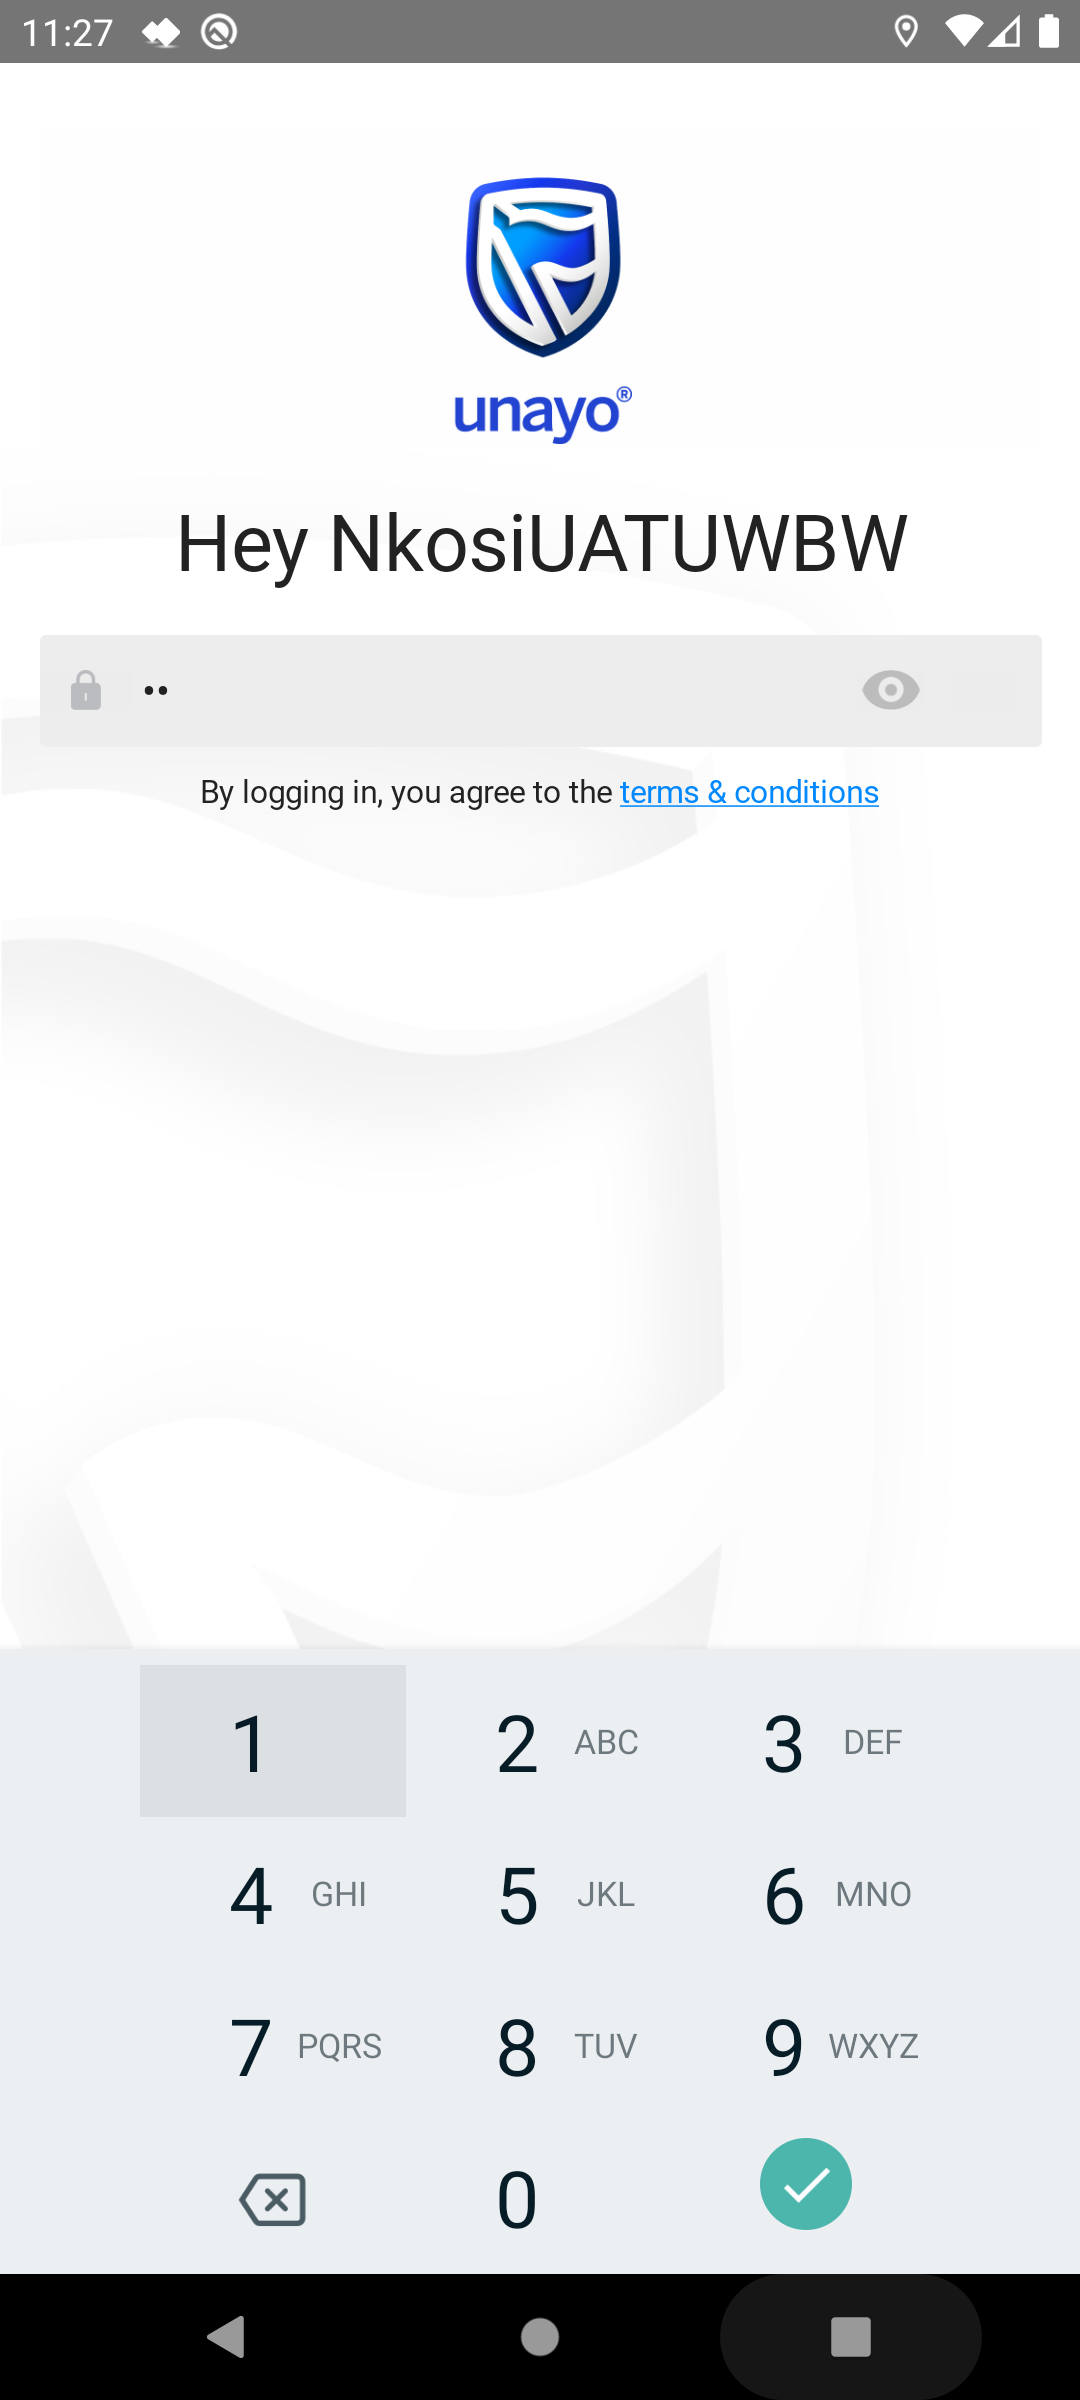 11:27
unayo®
Hey NkosiUATUWBW
••
By logging in, you agree to the terms & conditions
1 2 ABC 3 DEF
4 GHI 5 JKL 6 MNO
7 PQRS 8 TUV 9 WXYZ
0